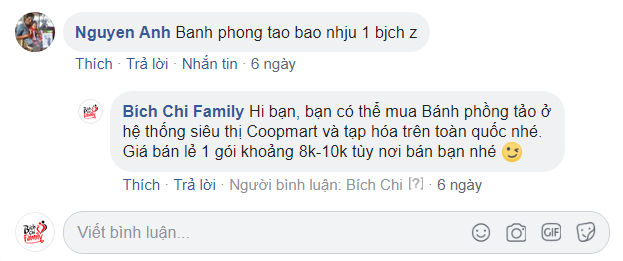 Nguyen Anh Banh phong tao bao nhju 1 bjch z
Thích · Trả lời · Nhắn tin · 6 ngày
Bích Chi Family Hi bạn, bạn có thể mua Bánh phồng tảo ở
hệ thống siêu thị Coopmart và tạp hóa trên toàn quốc nhé.
Giá bán lẻ 1 gói khoảng 8k-10k tùy nơi bán bạn nhé 😉
Thích · Trả lời · Người bình luận: Bích Chi [?] · 6 ngày
Viết bình luận...
GIF